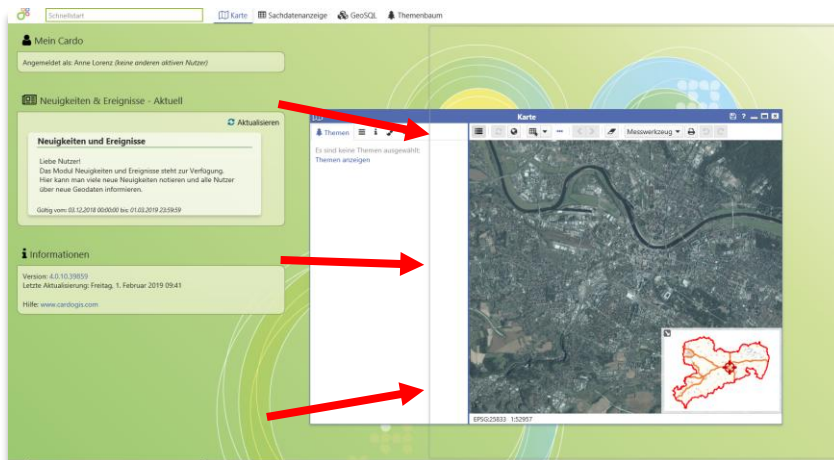 Schnellstart
Karte
Sachdatenanzeige
GeoSQL
Themenbaum
Mein Cardo
Angemeldet als: Anne Lorenz (keine anderen aktiven Nutzer)
Neuigkeiten & Ereignisse - Aktuell
Aktualisieren
Neuigkeiten und Ereignisse
Liebe Nutzer!
Das Modul Neuigkeiten und Ereignisse steht zur Verfügung.
Hier kann man viele neue Neuigkeiten notieren und alle Nutzer
über neue Geodaten informieren.
Gültig vom: 03.12.2018 00:00:00 bis: 01.03.2019 23:59:59
Informationen
Version: 4.0.10.39859
Letzte Aktualisierung: Freitag, 1. Februar 2019 09:41
Hilfe: www.cardogis.com
Karte
Themen
Es sind keine Themen ausgewählt:
Themen anzeigen
Messwerkzeug
EPSG:25833 1:52957